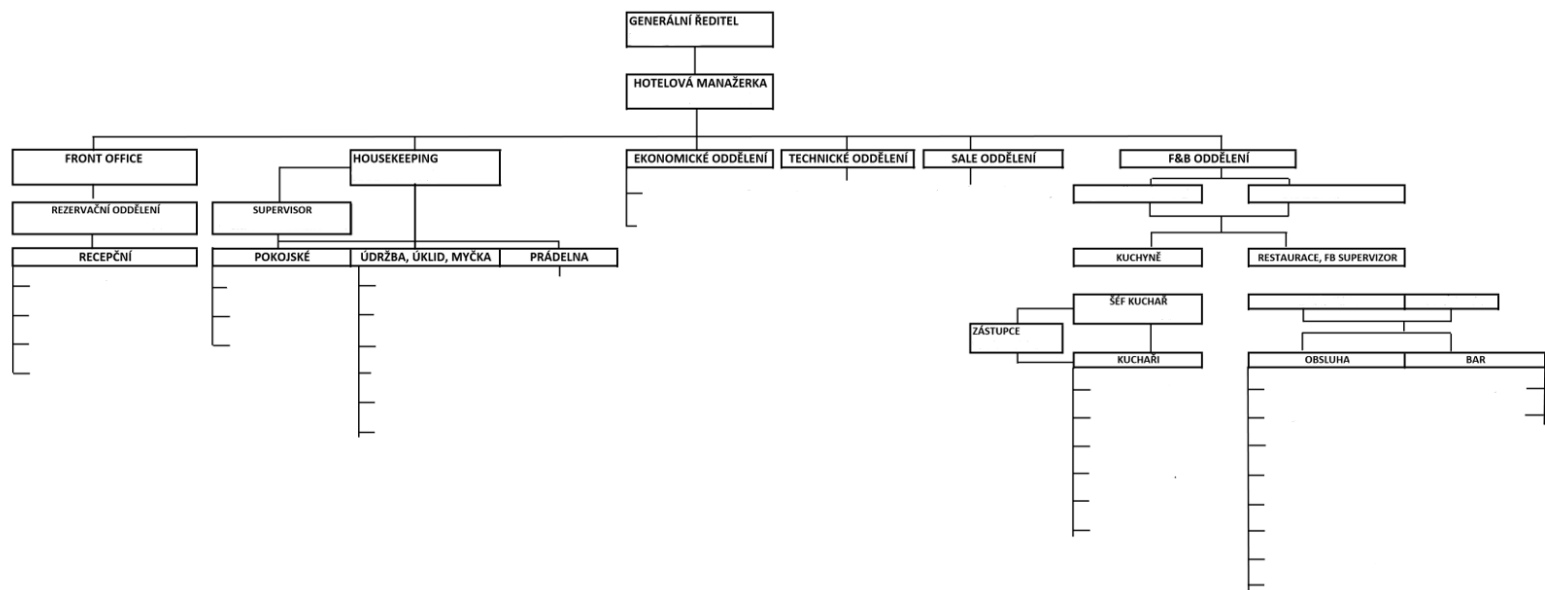 GENERÁLNÍ ŘEDITEL
HOTELOVÁ MANAŽERKA
FRONT OFFICE
HOUSEKEEPING
EKONOMICKÉ ODDĚLENÍ
TECHNICKÉ ODDĚLENÍ
SALE ODDĚLENÍ
F&B ODDĚLENÍ
REZERVAČNÍ ODDĚLENÍ
SUPERVISOR
RECEPČNÍ
POKOJSKÉ
ÚDRŽBA, ÚKLID, MYČKA
PRÁDELNA
KUCHYNĚ
RESTAURACE, FB SUPERVIZOR
ŠÉF KUCHAŘ
ZÁSTUPCE
KUCHAŘI
OBSLUHA
BAR